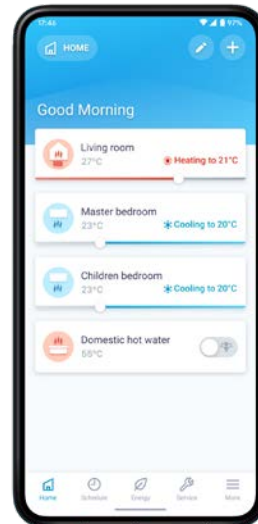 17:46
97%
HOME
Good Morning
Living room
27°C
Heating to 21°C
Master bedroom
23°C
Cooling to 20°C
Children bedroom
23°C
Cooling to 20°C
Domestic hot water
55°C
Home
Schedule
Energy
Service
More